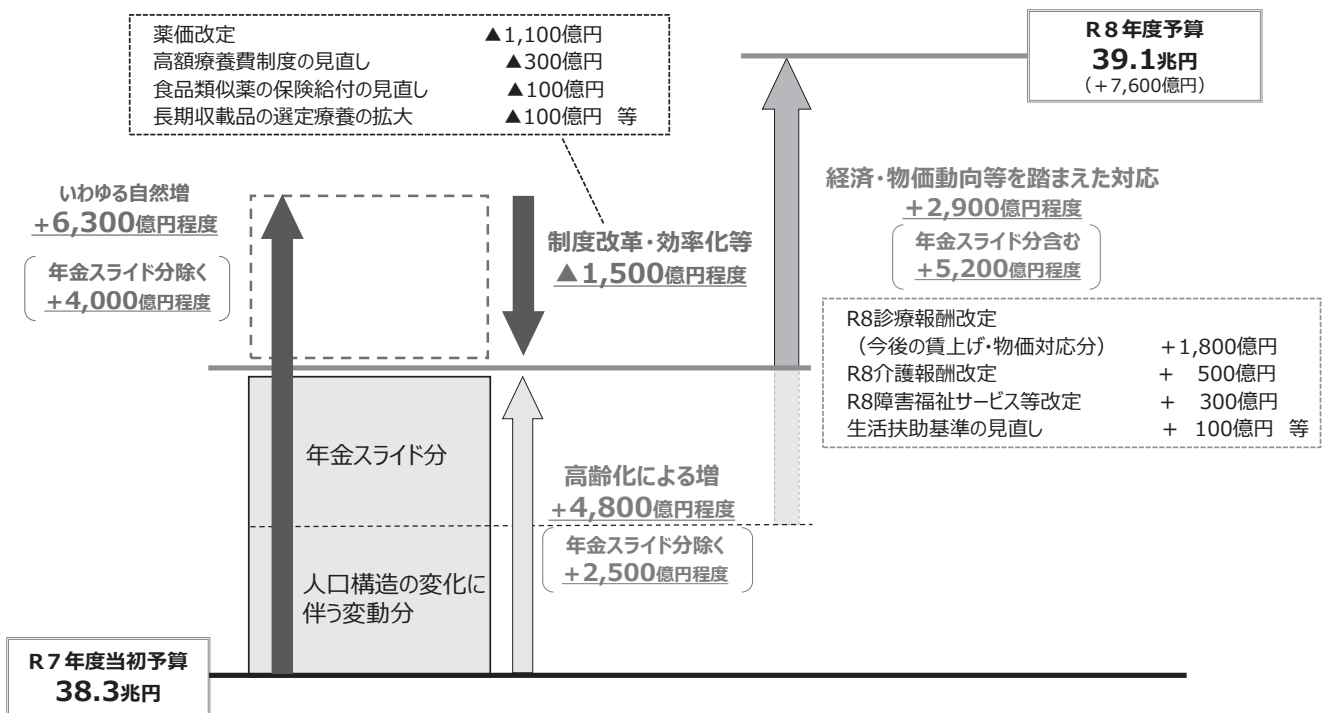 薬価改定 ▲1,100億円
高額療養費制度の見直し ▲300億円
食品類似薬の保険給付の見直し ▲100億円
長期収載品の選定療養の拡大 ▲100億円 等
R8年度予算
39.1兆円
(+7,600億円)
いわゆる自然増
+6,300億円程度
年金スライド分除く
+4,000億円程度
制度改革・効率化等
▲1,500億円程度
経済・物価動向等を踏まえた対応
+2,900億円程度
年金スライド分含む
+5,200億円程度
R8診療報酬改定
(今後の賃上げ・物価対応分) +1,800億円
R8介護報酬改定 + 500億円
R8障害福祉サービス等改定 + 300億円
生活扶助基準の見直し + 100億円 等
年金スライド分
高齢化による増
+4,800億円程度
年金スライド分除く
+2,500億円程度
人口構造の変化に
伴う変動分
R7年度当初予算
38.3兆円